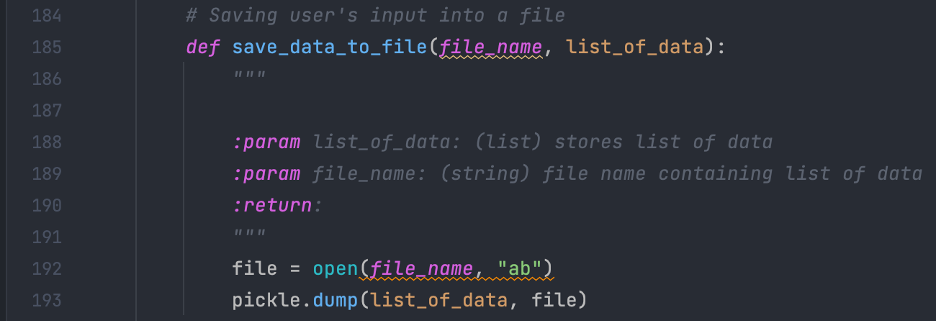 184 # Saving user's input into a file
185 def save_data_to_file(file_name, list_of_data):
186 """
187
188 :param list_of_data: (list) stores list of data
189 :param file_name: (string) file name containing list of data
190 :return:
191 """
192 file = open(file_name, "ab")
193 pickle.dump(list_of_data, file)